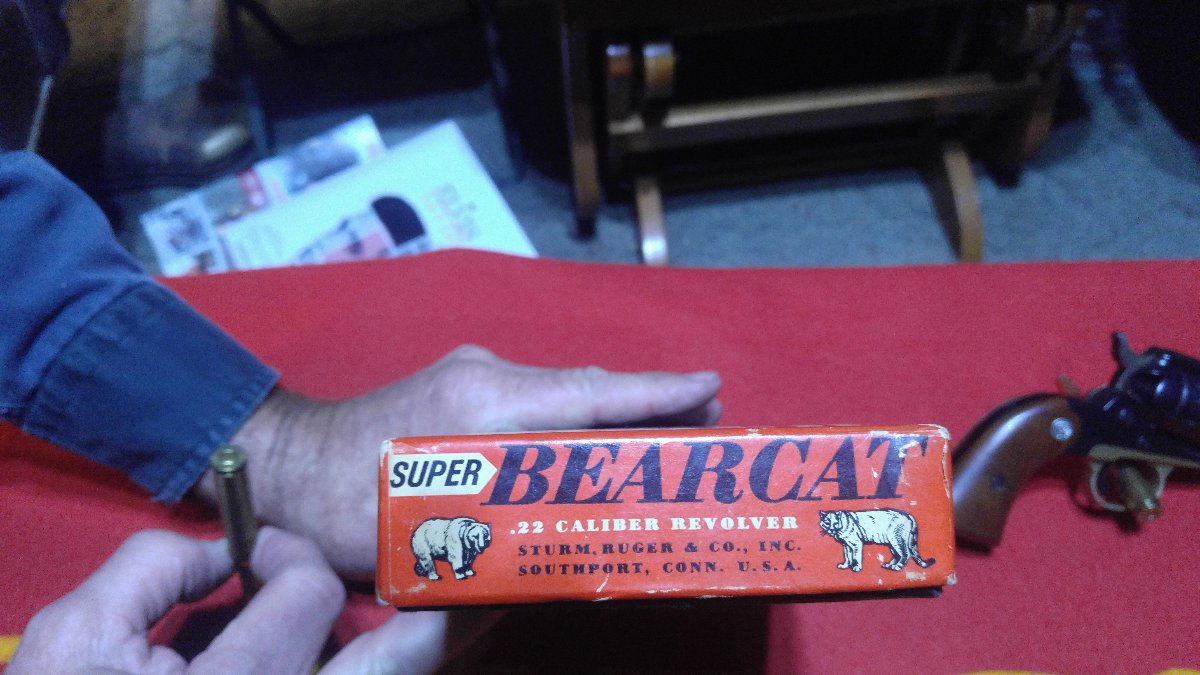 SUPER BEARCAT
.22 CALIBER REVOLVER
STURM, RUGER & CO., INC.
SOUTHPORT, CONN. U.S.A.